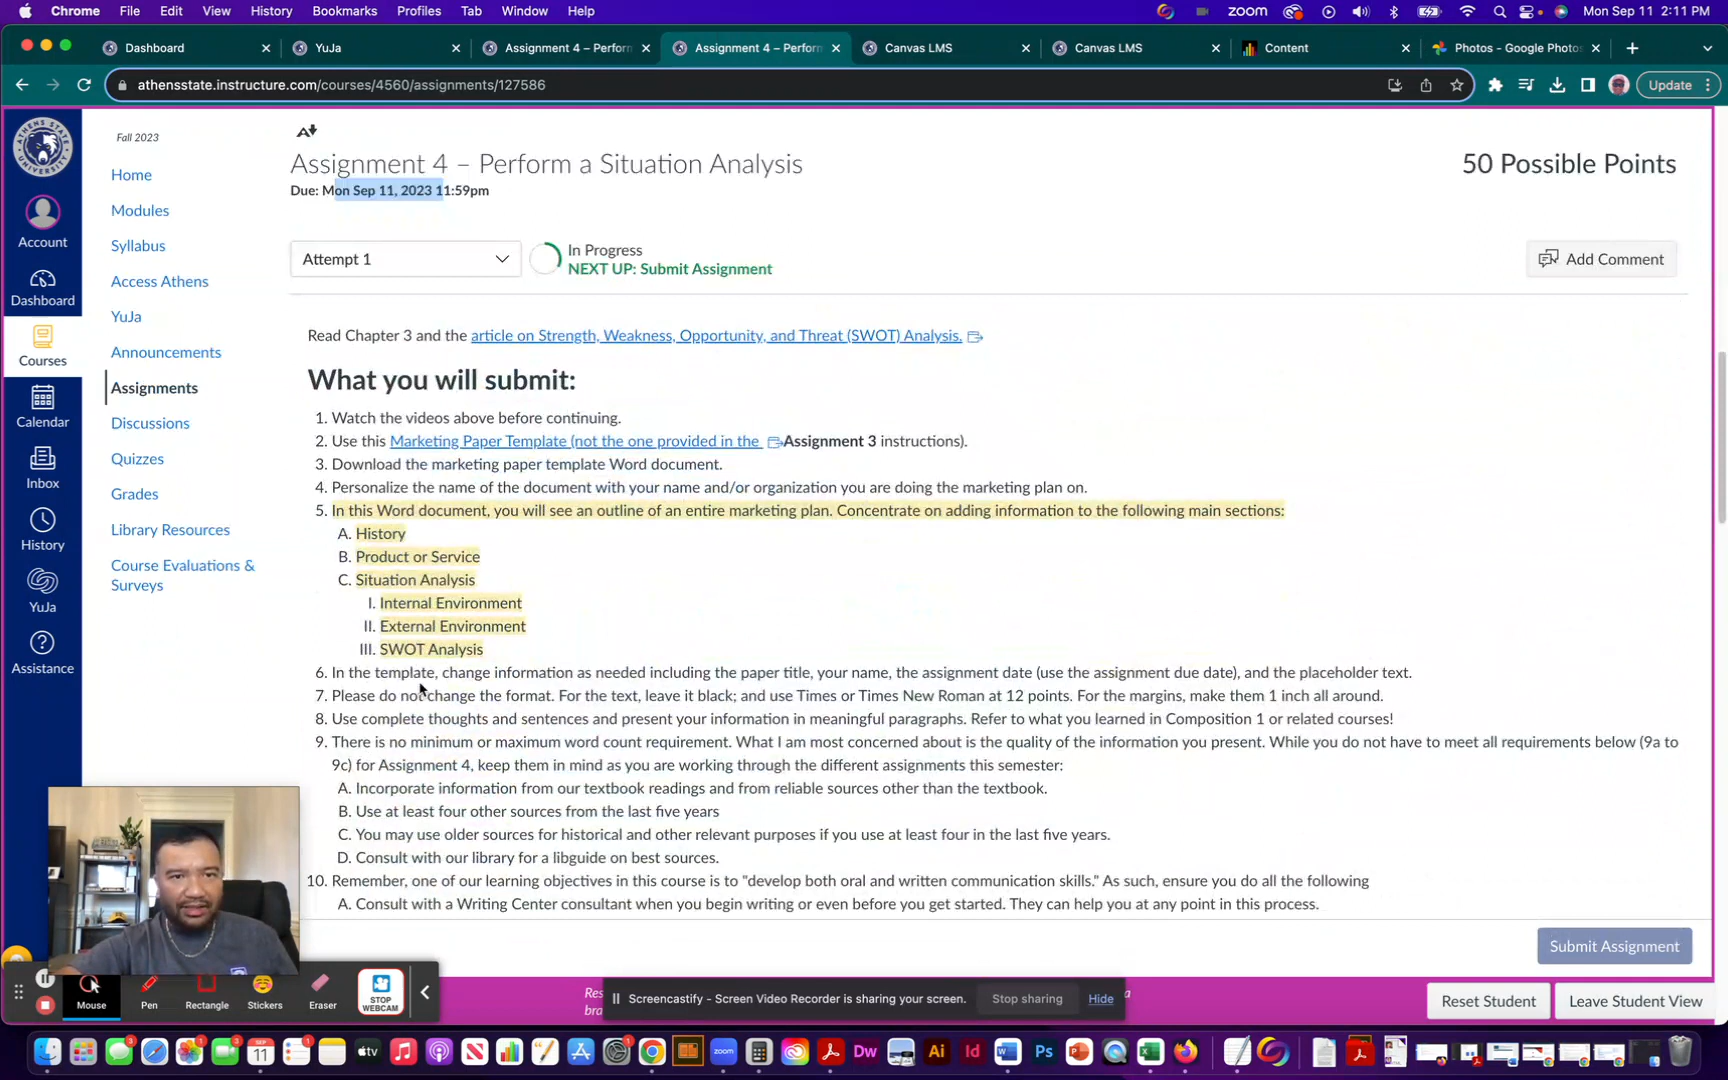 Chrome File Edit View History Bookmarks Profiles Tab Window Help zoom Mon Sep 11 2:11 PM
Dashboard YuJa Assignment 4 – Perform Assignment 4 – Perform Canvas LMS Canvas LMS Content Photos - Google Photos
athensstate.instructure.com/courses/4560/assignments/127586 Update
Fall 2023
Home
Modules
Syllabus
Access Athens
YuJa
Announcements
Assignments
Discussions
Quizzes
Grades
Library Resources
Course Evaluations &
Surveys
ATHENS STATE
UNIVERSITY
Account
Dashboard
Courses
Calendar
Inbox
History
YuJa
Assistance
Assignment 4 – Perform a Situation Analysis
50 Possible Points
Due: Mon Sep 11, 2023 11:59pm
Attempt 1
In Progress
NEXT UP: Submit Assignment
Add Comment
Read Chapter 3 and the article on Strength, Weakness, Opportunity, and Threat (SWOT) Analysis.
What you will submit:
1. Watch the videos above before continuing.
2. Use this Marketing Paper Template (not the one provided in the Assignment 3 instructions).
3. Download the marketing paper template Word document.
4. Personalize the name of the document with your name and/or organization you are doing the marketing plan on.
5. In this Word document, you will see an outline of an entire marketing plan. Concentrate on adding information to the following main sections:
A. History
B. Product or Service
C. Situation Analysis
I. Internal Environment
II. External Environment
III. SWOT Analysis
6. In the template, change information as needed including the paper title, your name, the assignment date (use the assignment due date), and the placeholder text.
7. Please do not change the format. For the text, leave it black; and use Times or Times New Roman at 12 points. For the margins, make them 1 inch all around.
8. Use complete thoughts and sentences and present your information in meaningful paragraphs. Refer to what you learned in Composition 1 or related courses!
9. There is no minimum or maximum word count requirement. What I am most concerned about is the quality of the information you present. While you do not have to meet all requirements below (9a to
9c) for Assignment 4, keep them in mind as you are working through the different assignments this semester:
A. Incorporate information from our textbook readings and from reliable sources other than the textbook.
B. Use at least four other sources from the last five years
C. You may use older sources for historical and other relevant purposes if you use at least four in the last five years.
D. Consult with our library for a libguide on best sources.
10. Remember, one of our learning objectives in this course is to "develop both oral and written communication skills." As such, ensure you do all the following
A. Consult with a Writing Center consultant when you begin writing or even before you get started. They can help you at any point in this process.
Submit Assignment
Mouse Pen Rectangle Stickers Eraser STOP WEBCAM
Screencastify - Screen Video Recorder is sharing your screen. Stop sharing Hide
Reset Student Leave Student View
SEP 11 tv zoom Dw Ai Id Ps